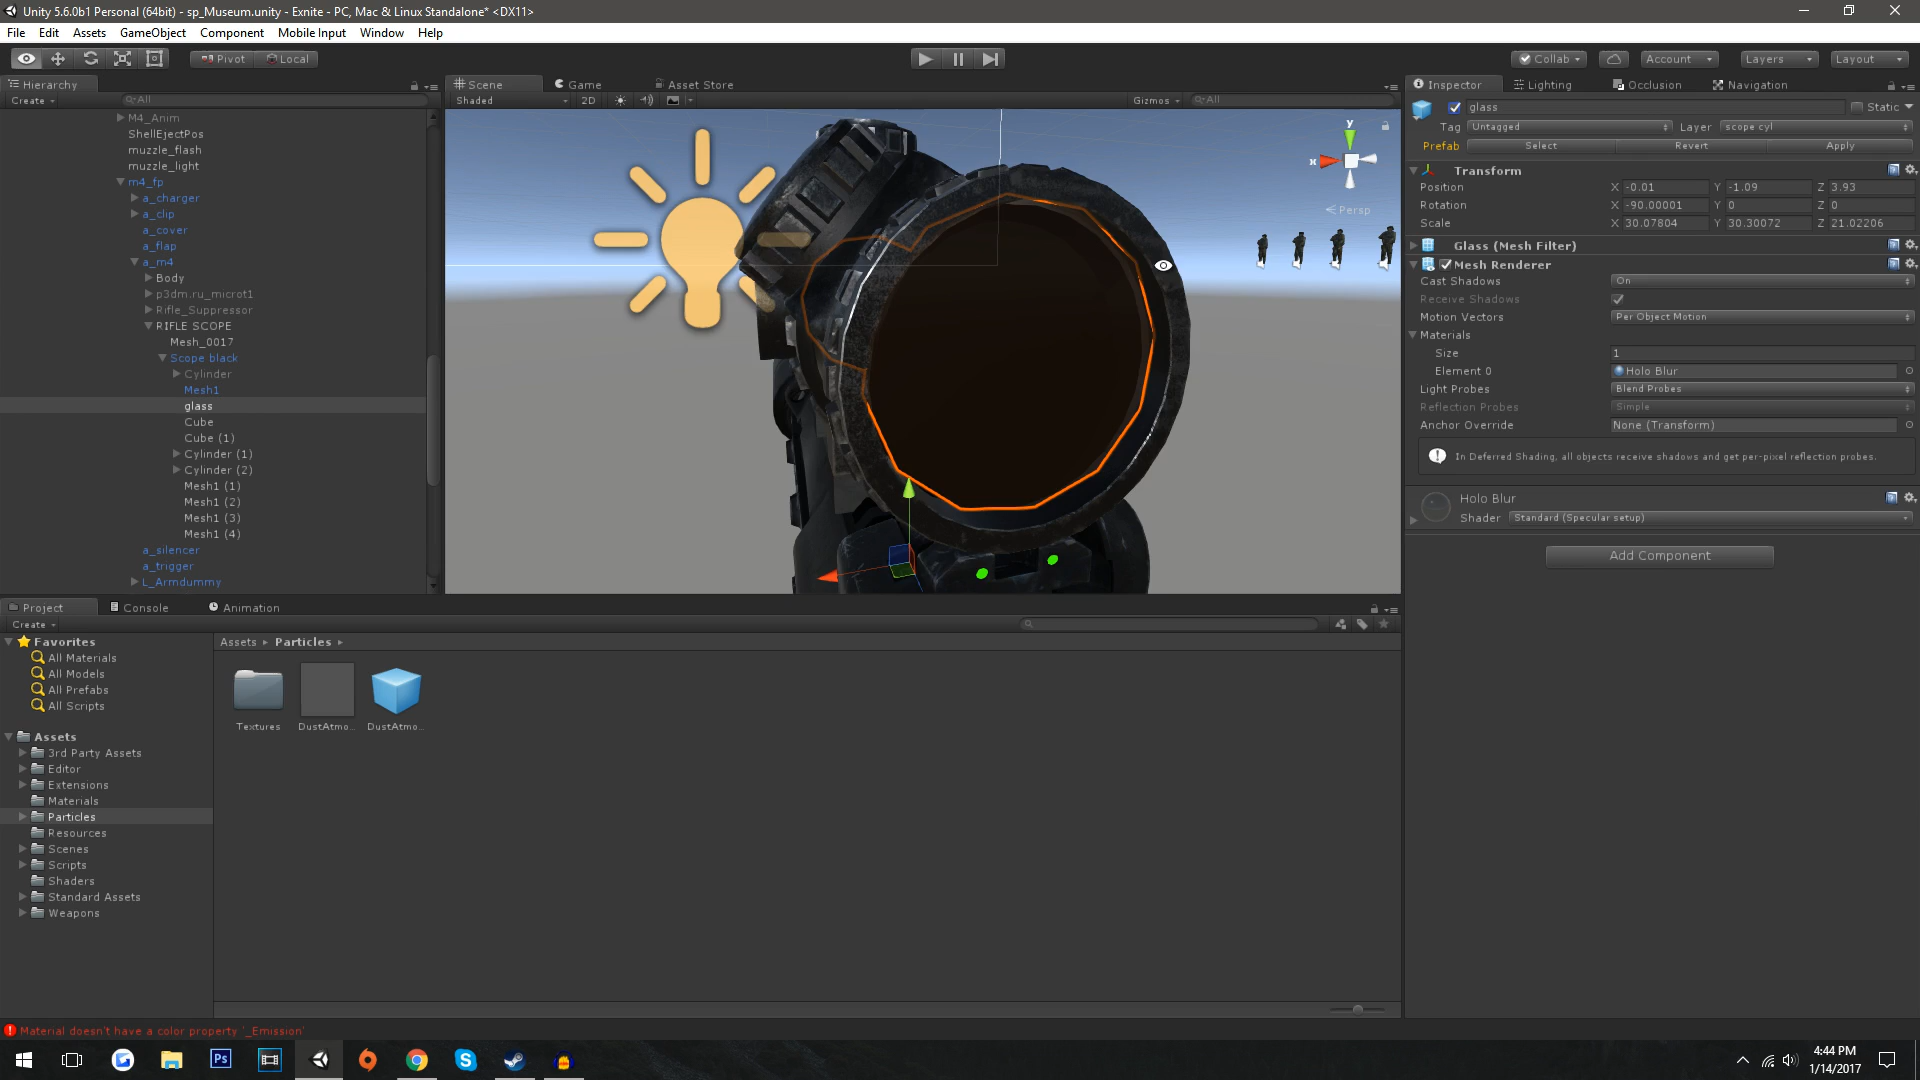 Unity 5.6.0b1 Personal (64bit) - sp_Museum.unity - Exnite - PC, Mac & Linux Standalone* <DX11>
File Edit Assets GameObject Component Mobile Input Window Help
Pivot Local Collab Account Layers Layout
Hierarchy
Create All
M4_Anim
ShellEjectPos
muzzle_flash
muzzle_light
m4_fp
a_charger
a_clip
a_cover
a_flap
a_m4
Body
p3dm.ru_microt1
Rifle_Suppressor
RIFLE SCOPE
Mesh_0017
Scope black
Cylinder
Mesh1
glass
Cube
Cube (1)
Cylinder (1)
Cylinder (2)
Mesh1 (1)
Mesh1 (2)
Mesh1 (3)
Mesh1 (4)
a_silencer
a_trigger
L_Armdummy
Scene Game Asset Store
Shaded 2D Gizmos All
y
x
Persp
Inspector Lighting Occlusion Navigation
glass Static
Tag Untagged Layer scope cyl
Prefab Select Revert Apply
Transform
Position X -0.01 Y -1.09 Z 3.93
Rotation X -90.00001 Y 0 Z 0
Scale X 30.07804 Y 30.30072 Z 21.02206
Glass (Mesh Filter)
Mesh Renderer
Cast Shadows On
Receive Shadows
Motion Vectors Per Object Motion
Materials
Size 1
Element 0 Holo Blur
Light Probes Blend Probes
Reflection Probes Simple
Anchor Override None (Transform)
In Deferred Shading, all objects receive shadows and get per-pixel reflection probes.
Holo Blur
Shader Standard (Specular setup)
Add Component
Project Console Animation
Create
Favorites
All Materials
All Models
All Prefabs
All Scripts
Assets
3rd Party Assets
Editor
Extensions
Materials
Particles
Resources
Scenes
Scripts
Shaders
Standard Assets
Weapons
Assets Particles
Textures DustAtmo... DustAtmo...
Material doesn't have a color property '_Emission'
Ps
4:44 PM
1/14/2017